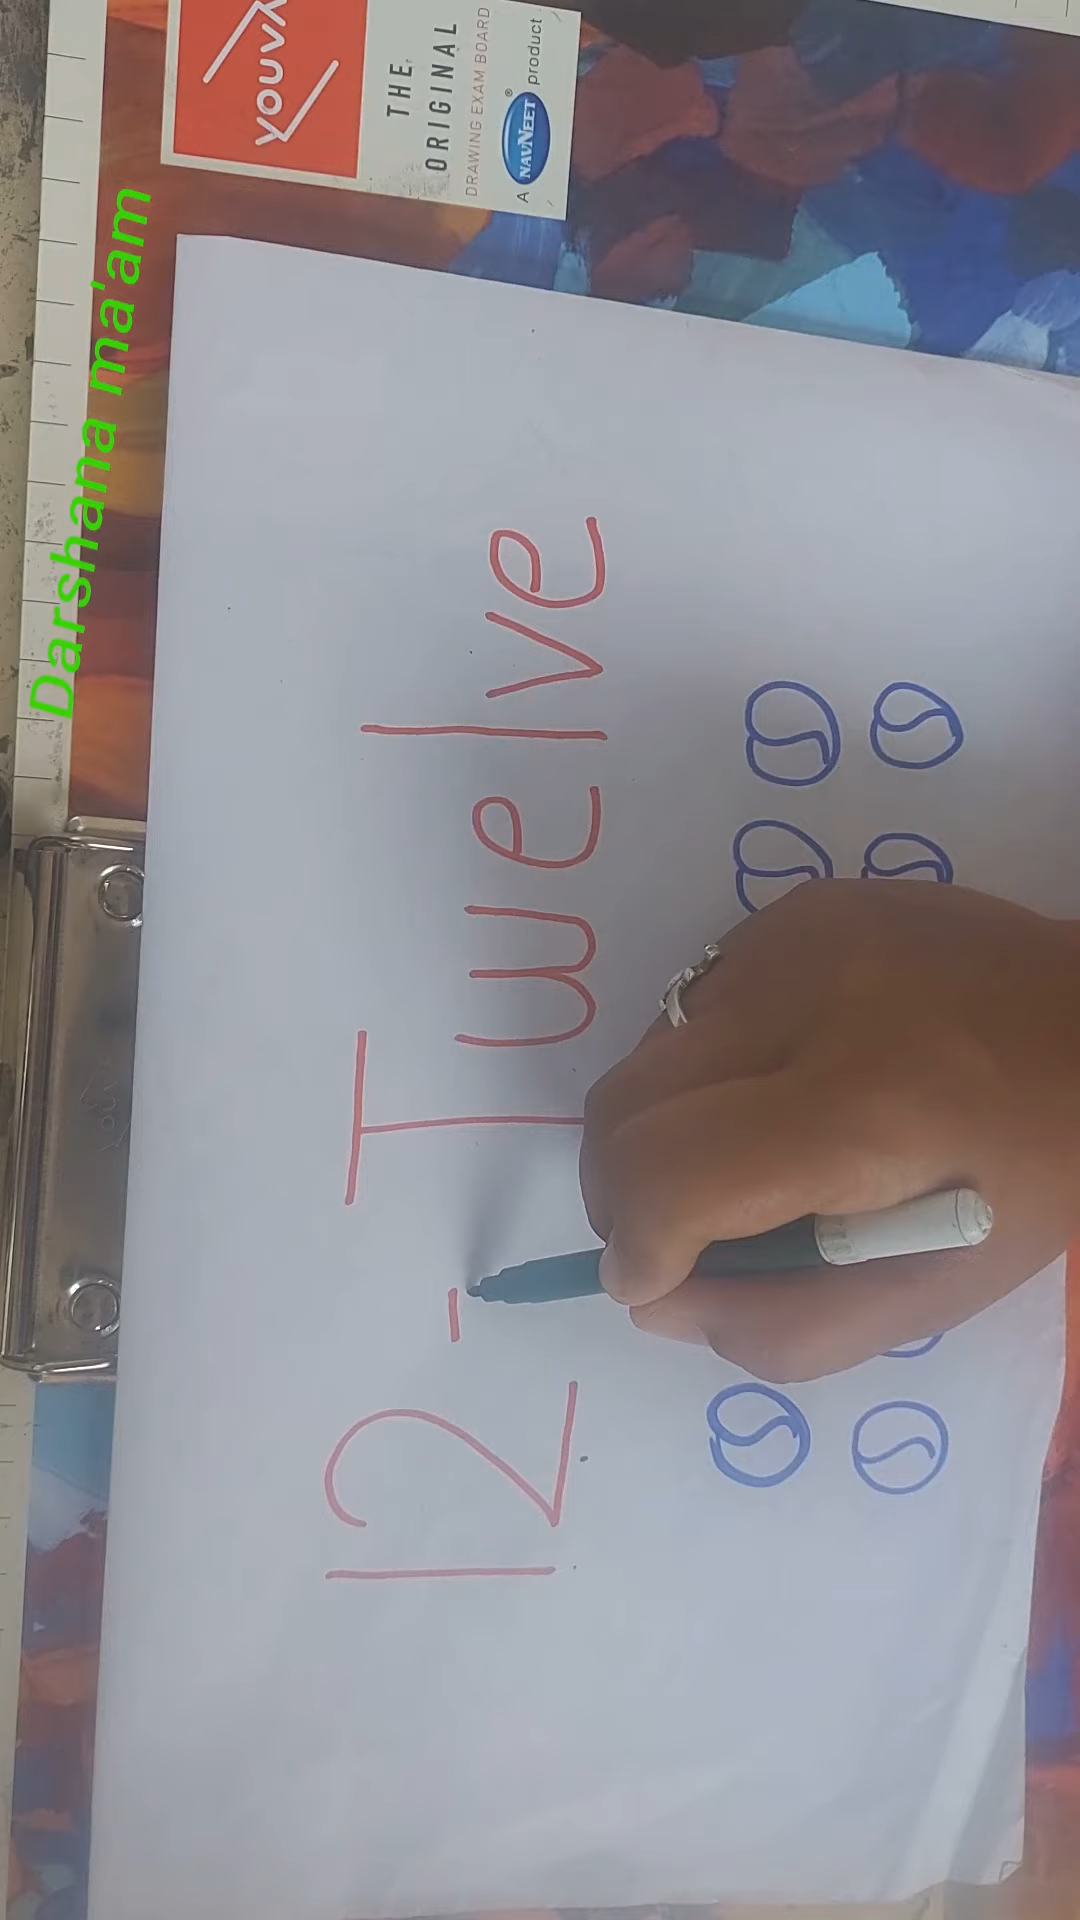 Darshana ma'am
YOUVA
THE
ORIGINAL
DRAWING EXAM BOARD
A NAVNEET® product
12 - Twelve